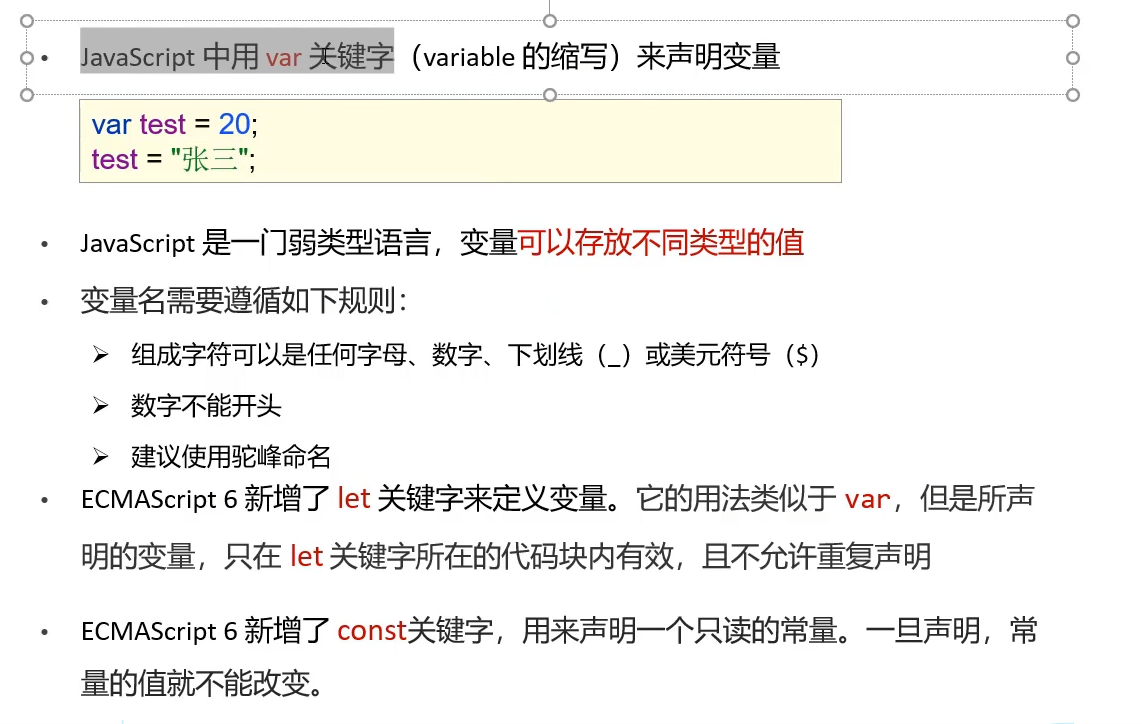 • JavaScript 中用 var 关键字（variable 的缩写）来声明变量
var test = 20;
test = "张三";
• JavaScript 是一门弱类型语言，变量可以存放不同类型的值
• 变量名需要遵循如下规则：
➢ 组成字符可以是任何字母、数字、下划线（_）或美元符号（$）
➢ 数字不能开头
➢ 建议使用驼峰命名
• ECMAScript 6 新增了 let 关键字来定义变量。它的用法类似于 var，但是所声
明的变量，只在 let 关键字所在的代码块内有效，且不允许重复声明
• ECMAScript 6 新增了 const关键字，用来声明一个只读的常量。一旦声明，常
量的值就不能改变。